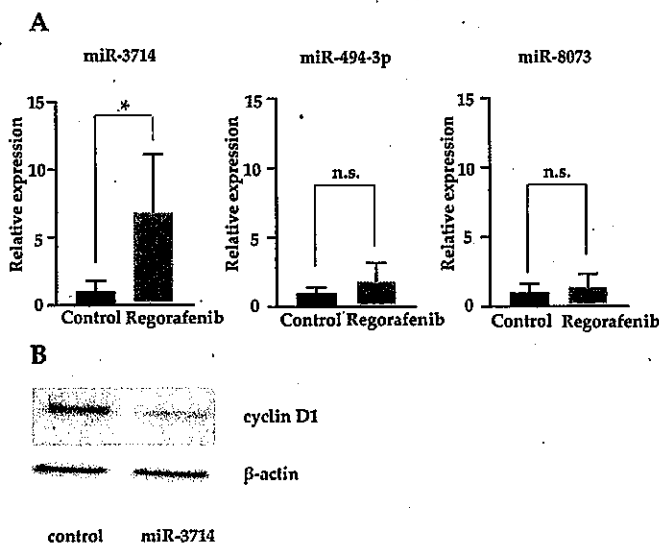 A
miR-3714
15
10
5
0
Relative expression
*
Control Regorafenib
miR-494-3p
15
10
5
0
Relative expression
n.s.
Control Regorafenib
miR-8073
15
10
5
0
Relative expression
n.s.
Control Regorafenib
B
cyclin D1
β-actin
control miR-3714